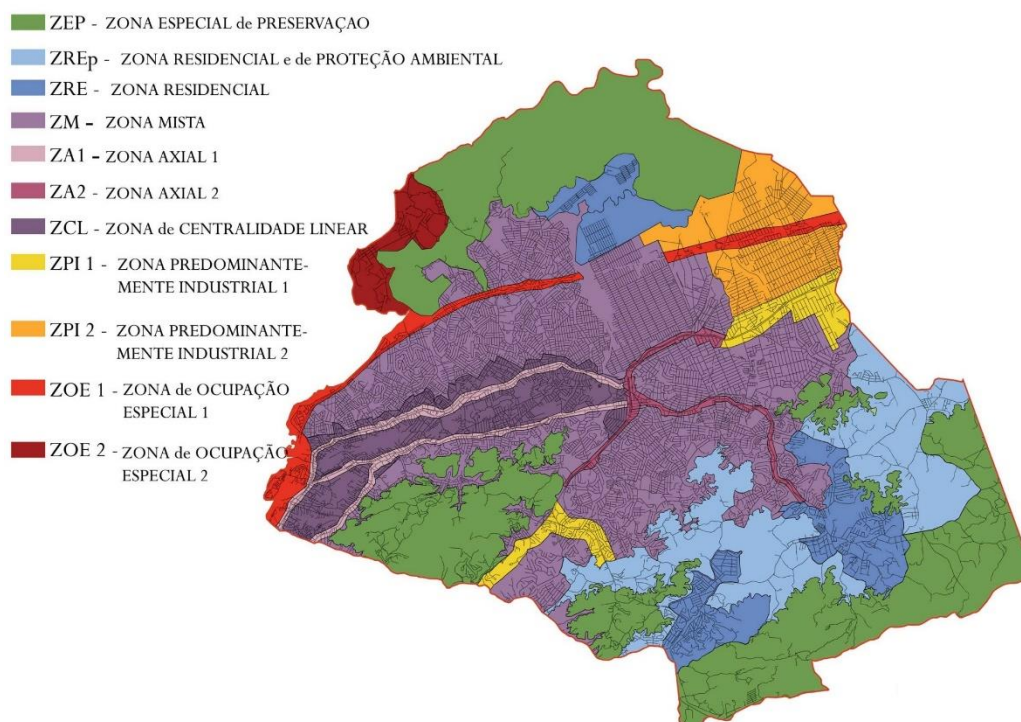 ZEP - ZONA ESPECIAL de PRESERVAÇAO
ZREp - ZONA RESIDENCIAL e de PROTEÇÃO AMBIENTAL
ZRE - ZONA RESIDENCIAL
ZM - ZONA MISTA
ZA1 - ZONA AXIAL 1
ZA2 - ZONA AXIAL 2
ZCL - ZONA de CENTRALIDADE LINEAR
ZPI 1 - ZONA PREDOMINANTE-
MENTE INDUSTRIAL 1
ZPI 2 - ZONA PREDOMINANTE-
MENTE INDUSTRIAL 2
ZOE 1 - ZONA de OCUPAÇÃO
ESPECIAL 1
ZOE 2 - ZONA de OCUPAÇÃO
ESPECIAL 2